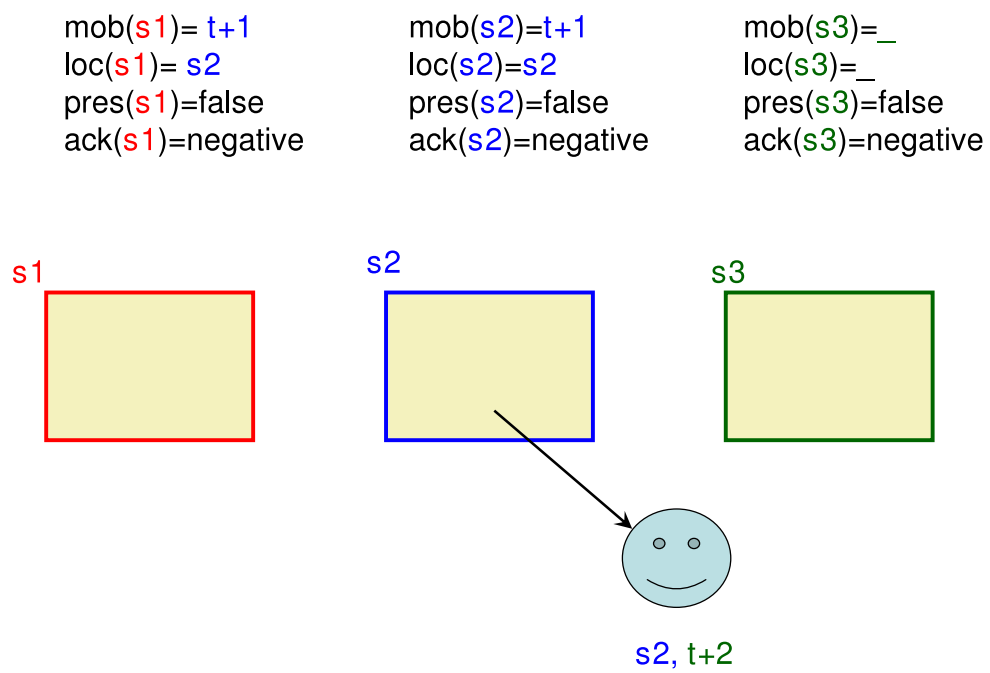 mob(s1)= t+1
loc(s1)= s2
pres(s1)=false
ack(s1)=negative
mob(s2)=t+1
loc(s2)=s2
pres(s2)=false
ack(s2)=negative
mob(s3)=_
loc(s3)=_
pres(s3)=false
ack(s3)=negative
s1
s2
s3
s2, t+2